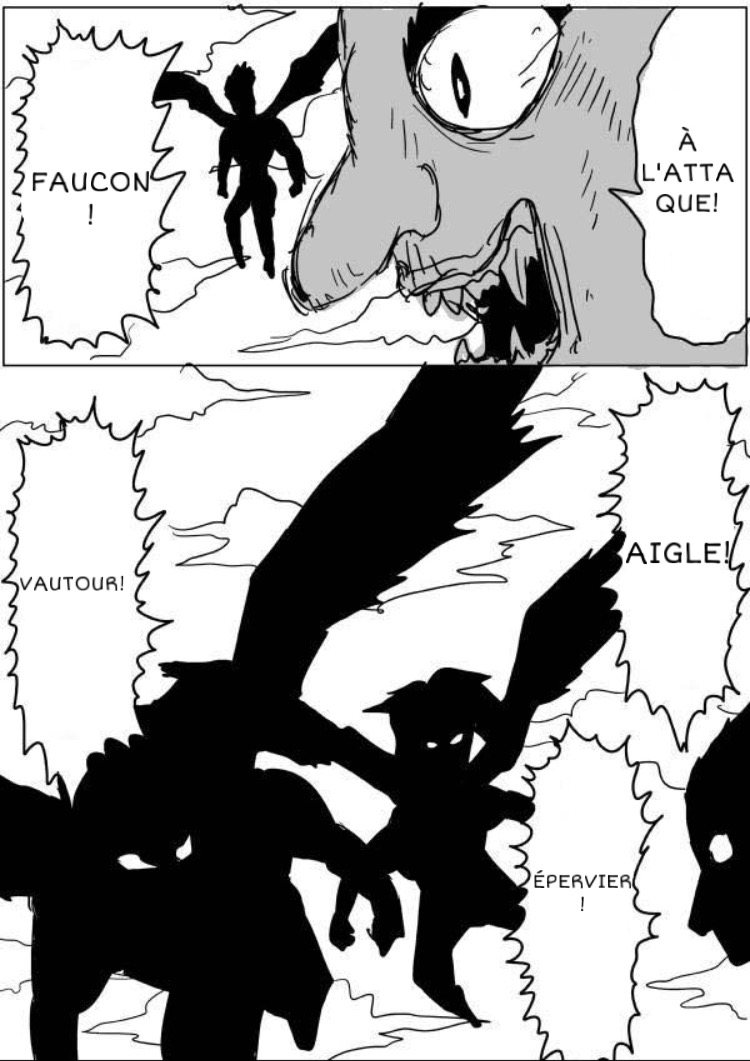 À
L'ATTA
QUE!
FAUCON
!
AIGLE!
VAUTOUR!
ÉPERVIER
!